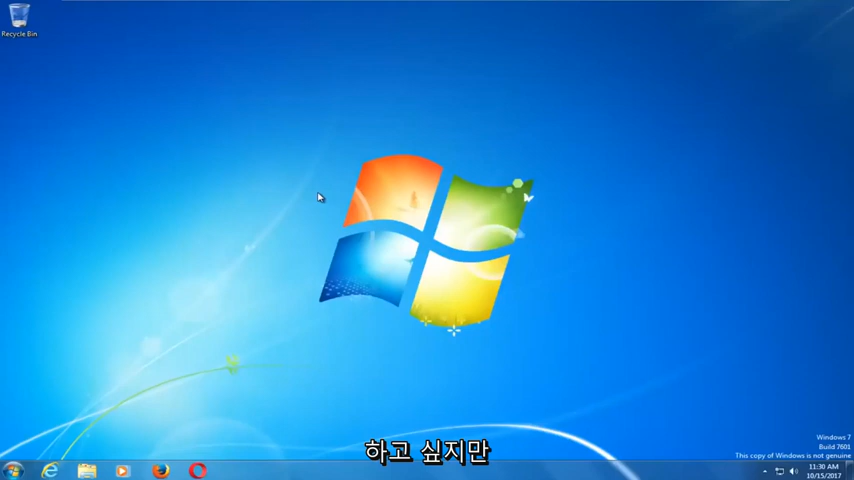 Recycle Bin
Windows 7
Build 7601
This copy of Windows is not genuine
하고 싶지만
11:30 AM
10/15/2017